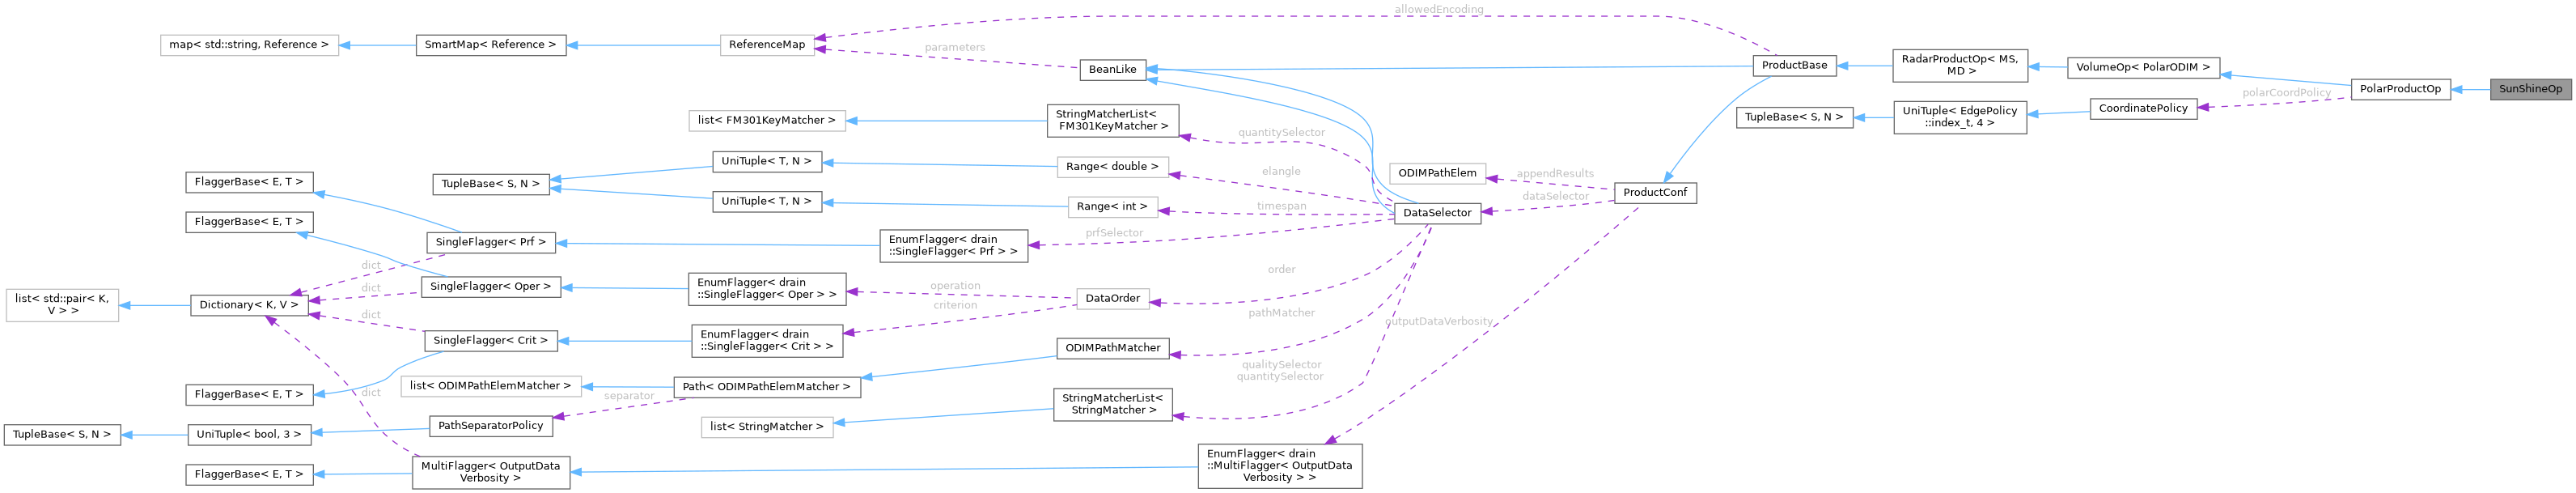 allowedEncoding
map< std::string, Reference >
SmartMap< Reference >
ReferenceMap
parameters
BeanLike
ProductBase
RadarProductOp< MS,
MD >
VolumeOp< PolarODIM >
PolarProductOp
SunShineOp
polarCoordPolicy
CoordinatePolicy
UniTuple< EdgePolicy
::index_t, 4 >
TupleBase< S, N >
list< FM301KeyMatcher >
StringMatcherList<
FM301KeyMatcher >
quantitySelector
UniTuple< T, N >
Range< double >
elangle
ODIMPathElem
appendResults
ProductConf
dataSelector
FlaggerBase< E, T >
TupleBase< S, N >
UniTuple< T, N >
Range< int >
timespan
DataSelector
FlaggerBase< E, T >
SingleFlagger< Prf >
EnumFlagger< drain
::SingleFlagger< Prf > >
prfSelector
dict
order
list< std::pair< K,
V > >
Dictionary< K, V >
dict
SingleFlagger< Oper >
EnumFlagger< drain
::SingleFlagger< Oper > >
operation
criterion
DataOrder
dict
pathMatcher
outputDataVerbosity
SingleFlagger< Crit >
EnumFlagger< drain
::SingleFlagger< Crit > >
ODIMPathMatcher
qualitySelector
quantitySelector
FlaggerBase< E, T >
dict
list< ODIMPathElemMatcher >
separator
Path< ODIMPathElemMatcher >
StringMatcherList<
StringMatcher >
TupleBase< S, N >
UniTuple< bool, 3 >
PathSeparatorPolicy
list< StringMatcher >
FlaggerBase< E, T >
MultiFlagger< OutputData
Verbosity >
EnumFlagger< drain
::MultiFlagger< OutputData
Verbosity > >